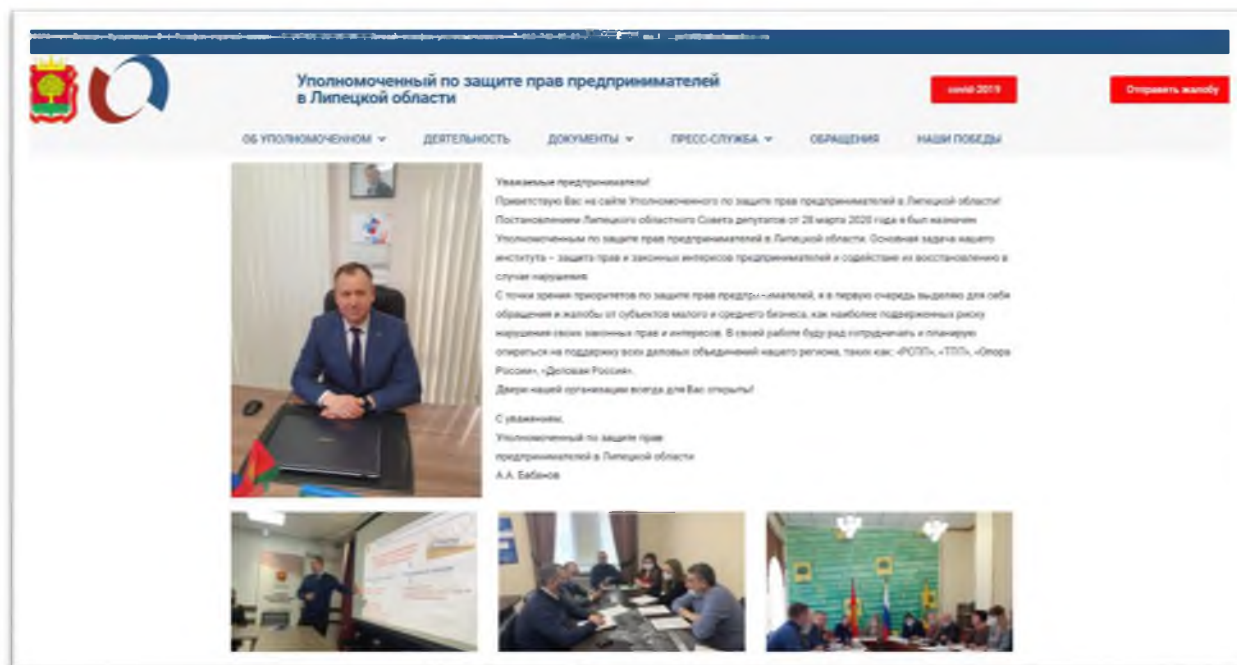 Уполномоченный по защите прав предпринимателей
в Липецкой области
covid-2019
Отправить жалобу
ОБ УПОЛНОМОЧЕННОМ
ДЕЯТЕЛЬНОСТЬ
ДОКУМЕНТЫ
ПРЕСС-СЛУЖБА
ОБРАЩЕНИЯ
НАШИ ПОБЕДЫ
Уважаемые предприниматели!
Приветствую Вас на сайте Уполномоченного по защите прав предпринимателей в Липецкой области!
Постановлением Липецкого областного Совета депутатов от 28 марта 2020 года я был назначен
Уполномоченным по защите прав предпринимателей в Липецкой области. Основная задача нашего
института – защита прав и законных интересов предпринимателей и содействие их восстановлению в
случае нарушения.
С точки зрения приоритетов по защите прав предпринимателей, я в первую очередь выделяю для себя
обращения и жалобы от субъектов малого и среднего бизнеса, как наиболее подверженных риску
нарушения своих законных прав и интересов. В своей работе буду рад сотрудничать и планирую
опираться на поддержку всех деловых объединений нашего региона, таких как: «РСПП», «ТПП», «Опора
России», «Деловая Россия».
Двери нашей организации всегда для Вас открыты!
С уважением,
Уполномоченный по защите прав
предпринимателей в Липецкой области
А.А. Бабанов